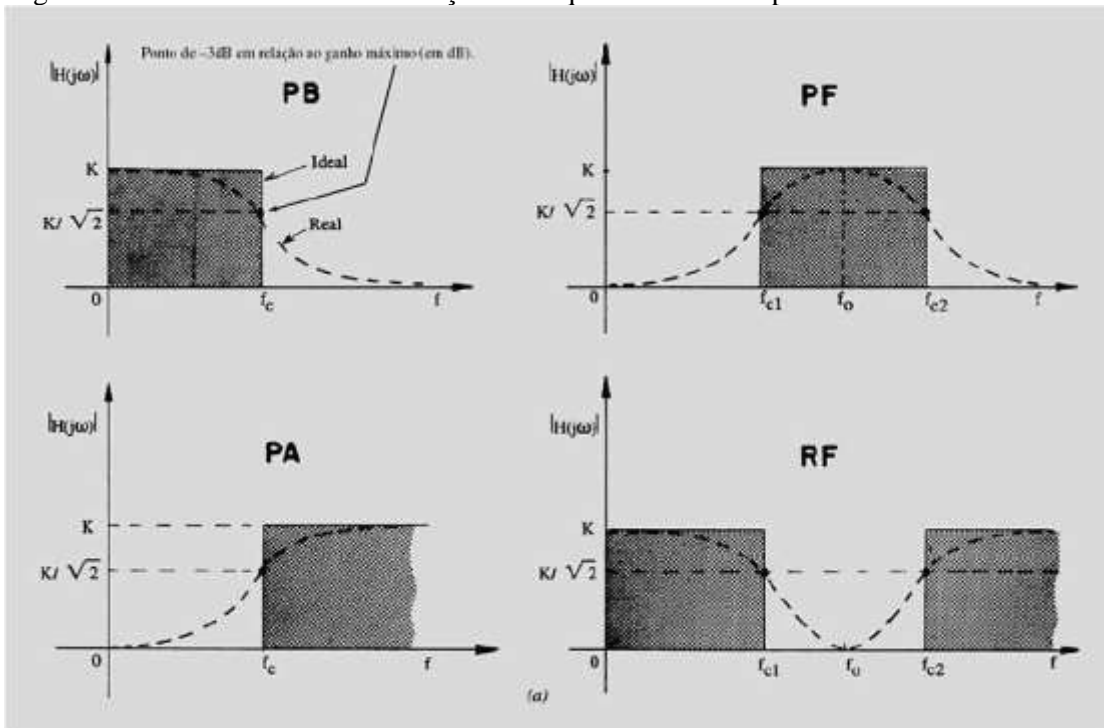 Ponto de –3dB em relação ao ganho máximo (em dB).
|H(jω)|
PB
K
Ideal
K/ √2
Real
0
f_c
f
|H(jω)|
PF
K
K/ √2
0
f_c1
f_o
f_c2
f
|H(jω)|
PA
K
K/ √2
0
f_c
f
|H(jω)|
RF
K
K/ √2
0
f_c1
f_o
f_c2
f
(a)